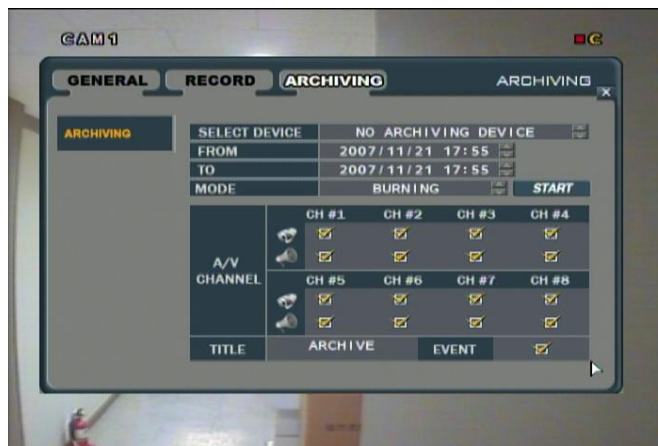 CAM 1
C
GENERAL RECORD ARCHIVING ARCHIVING
ARCHIVING
SELECT DEVICE NO ARCHIVING DEVICE
FROM 2007/11/21 17:55
TO 2007/11/21 17:55
MODE BURNING START
CH #1 CH #2 CH #3 CH #4
A/V
CHANNEL
CH #5 CH #6 CH #7 CH #8
TITLE ARCHIVE EVENT